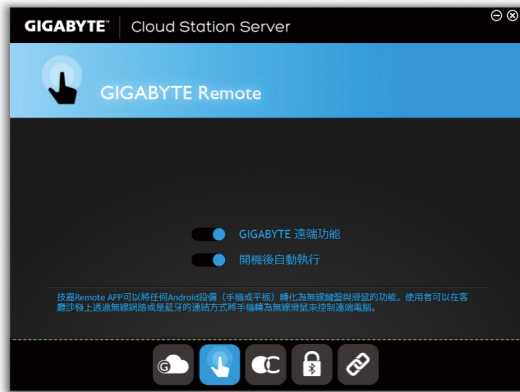 GIGABYTE™ Cloud Station Server
GIGABYTE Remote
GIGABYTE 遠端功能
開機後自動執行
技嘉Remote APP可以將任何Android設備（手機或平板）轉化為無線鍵盤與滑鼠的功能。使用者可以在客
廳沙發上透過無線網路或是藍牙的連結方式將手機轉為無線滑鼠來控制遠端電腦。
G